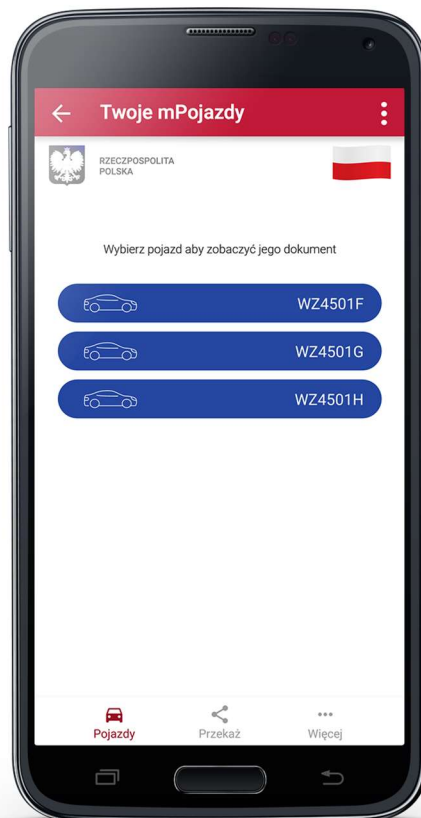 Twoje mPojazdy
RZECZPOSPOLITA
POLSKA
Wybierz pojazd aby zobaczyć jego dokument
WZ4501F
WZ4501G
WZ4501H
Pojazdy
Przekaż
Więcej